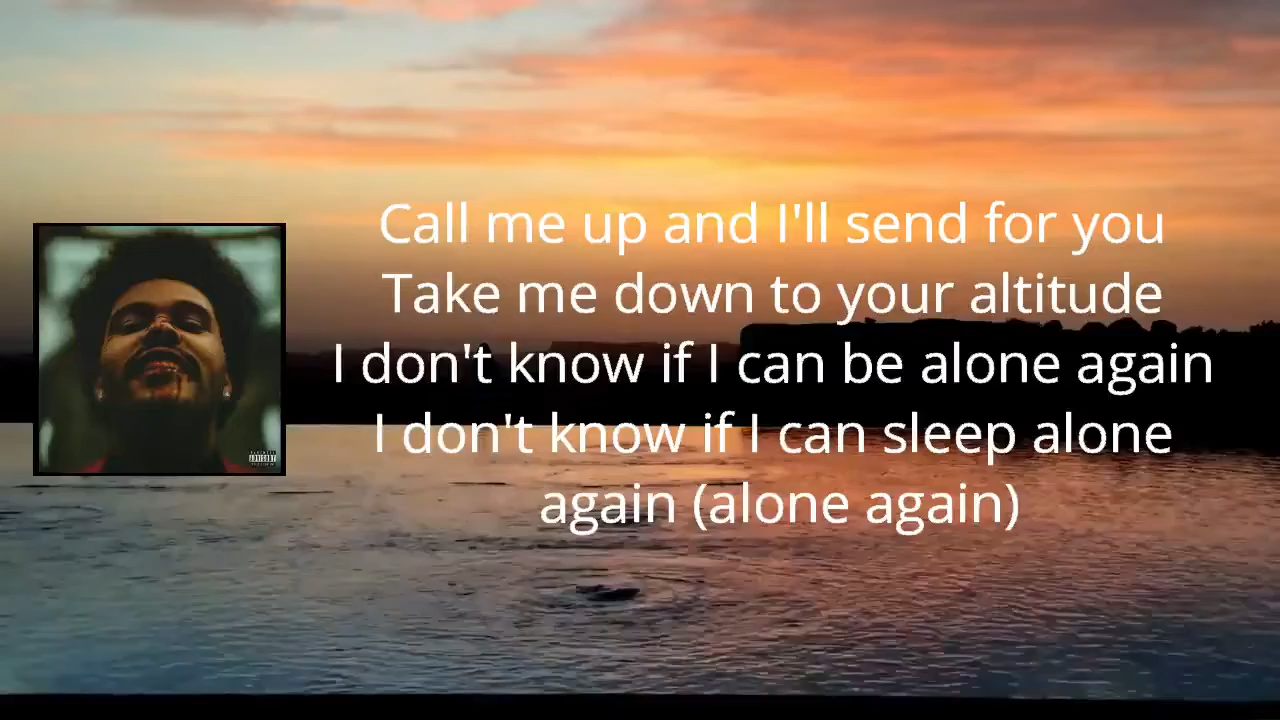 Call me up and I'll send for you
Take me down to your altitude
I don't know if I can be alone again
I don't know if I can sleep alone
again (alone again)